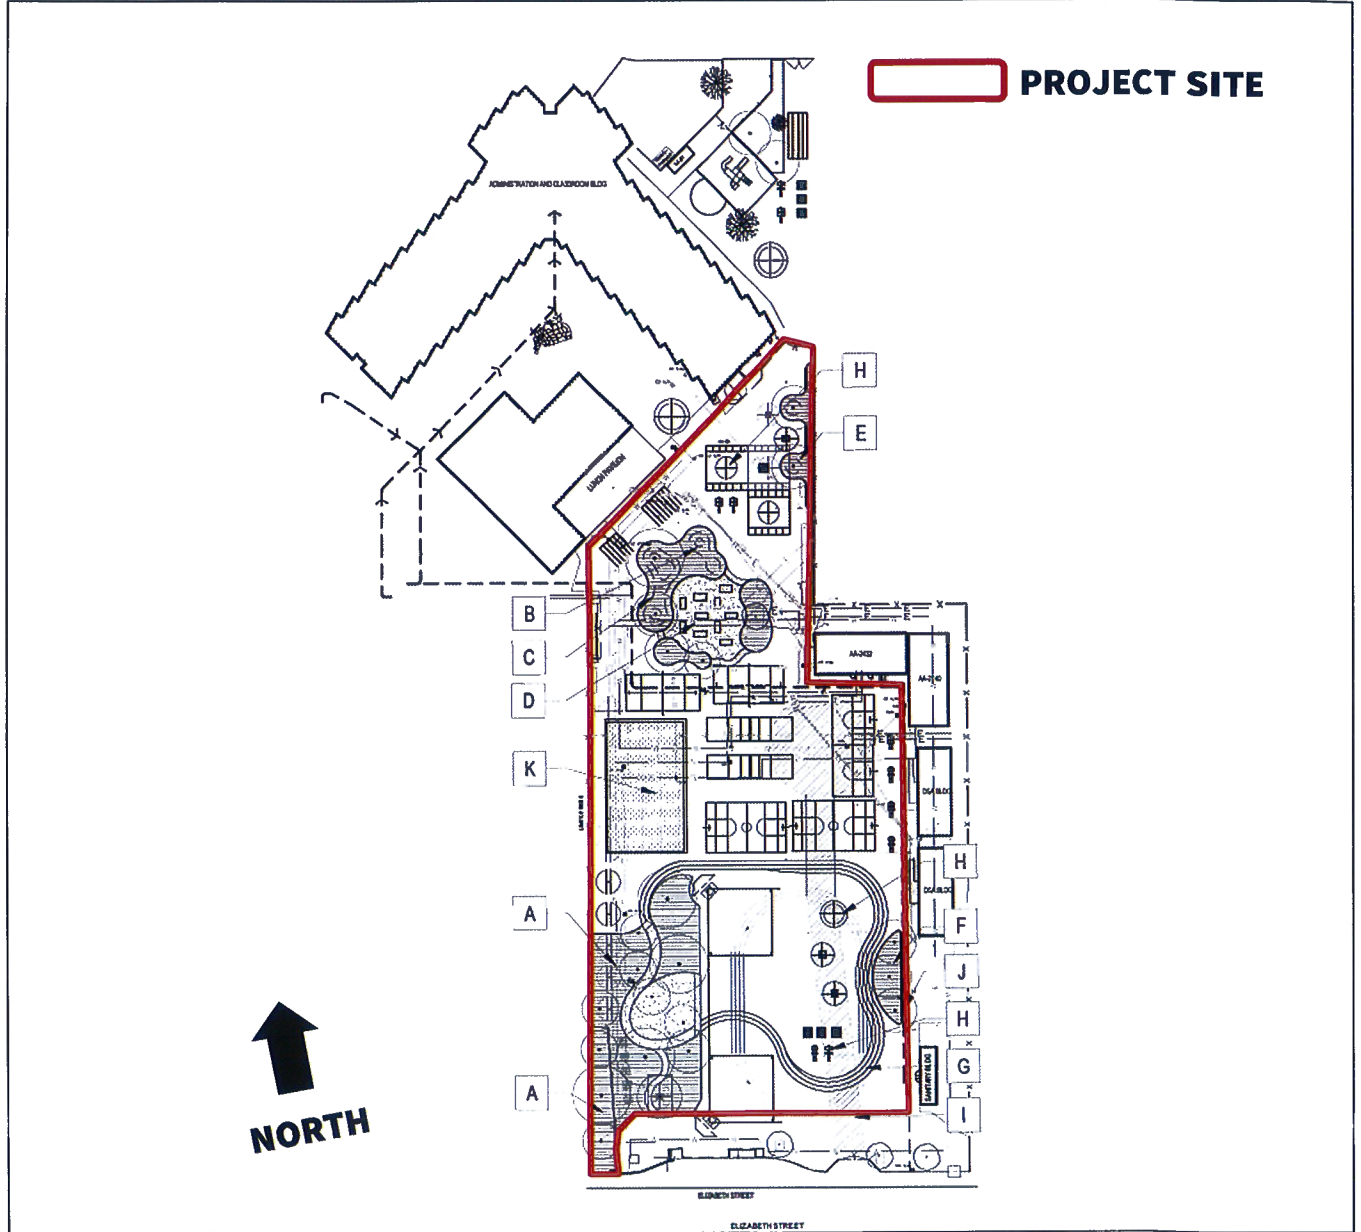 PROJECT SITE
ADMINISTRATION AND CLASSROOM BLDG
H
E
LUNCH PAVILION
B
C
D
E
E E E
AA-2432
K
E E
E E
DSA BLDG
H
DSA BLDG
A
F
J
H
G
SANITARY BLDG
A
I
NORTH
ELIZABETH STREET
ELIZABETH STREET